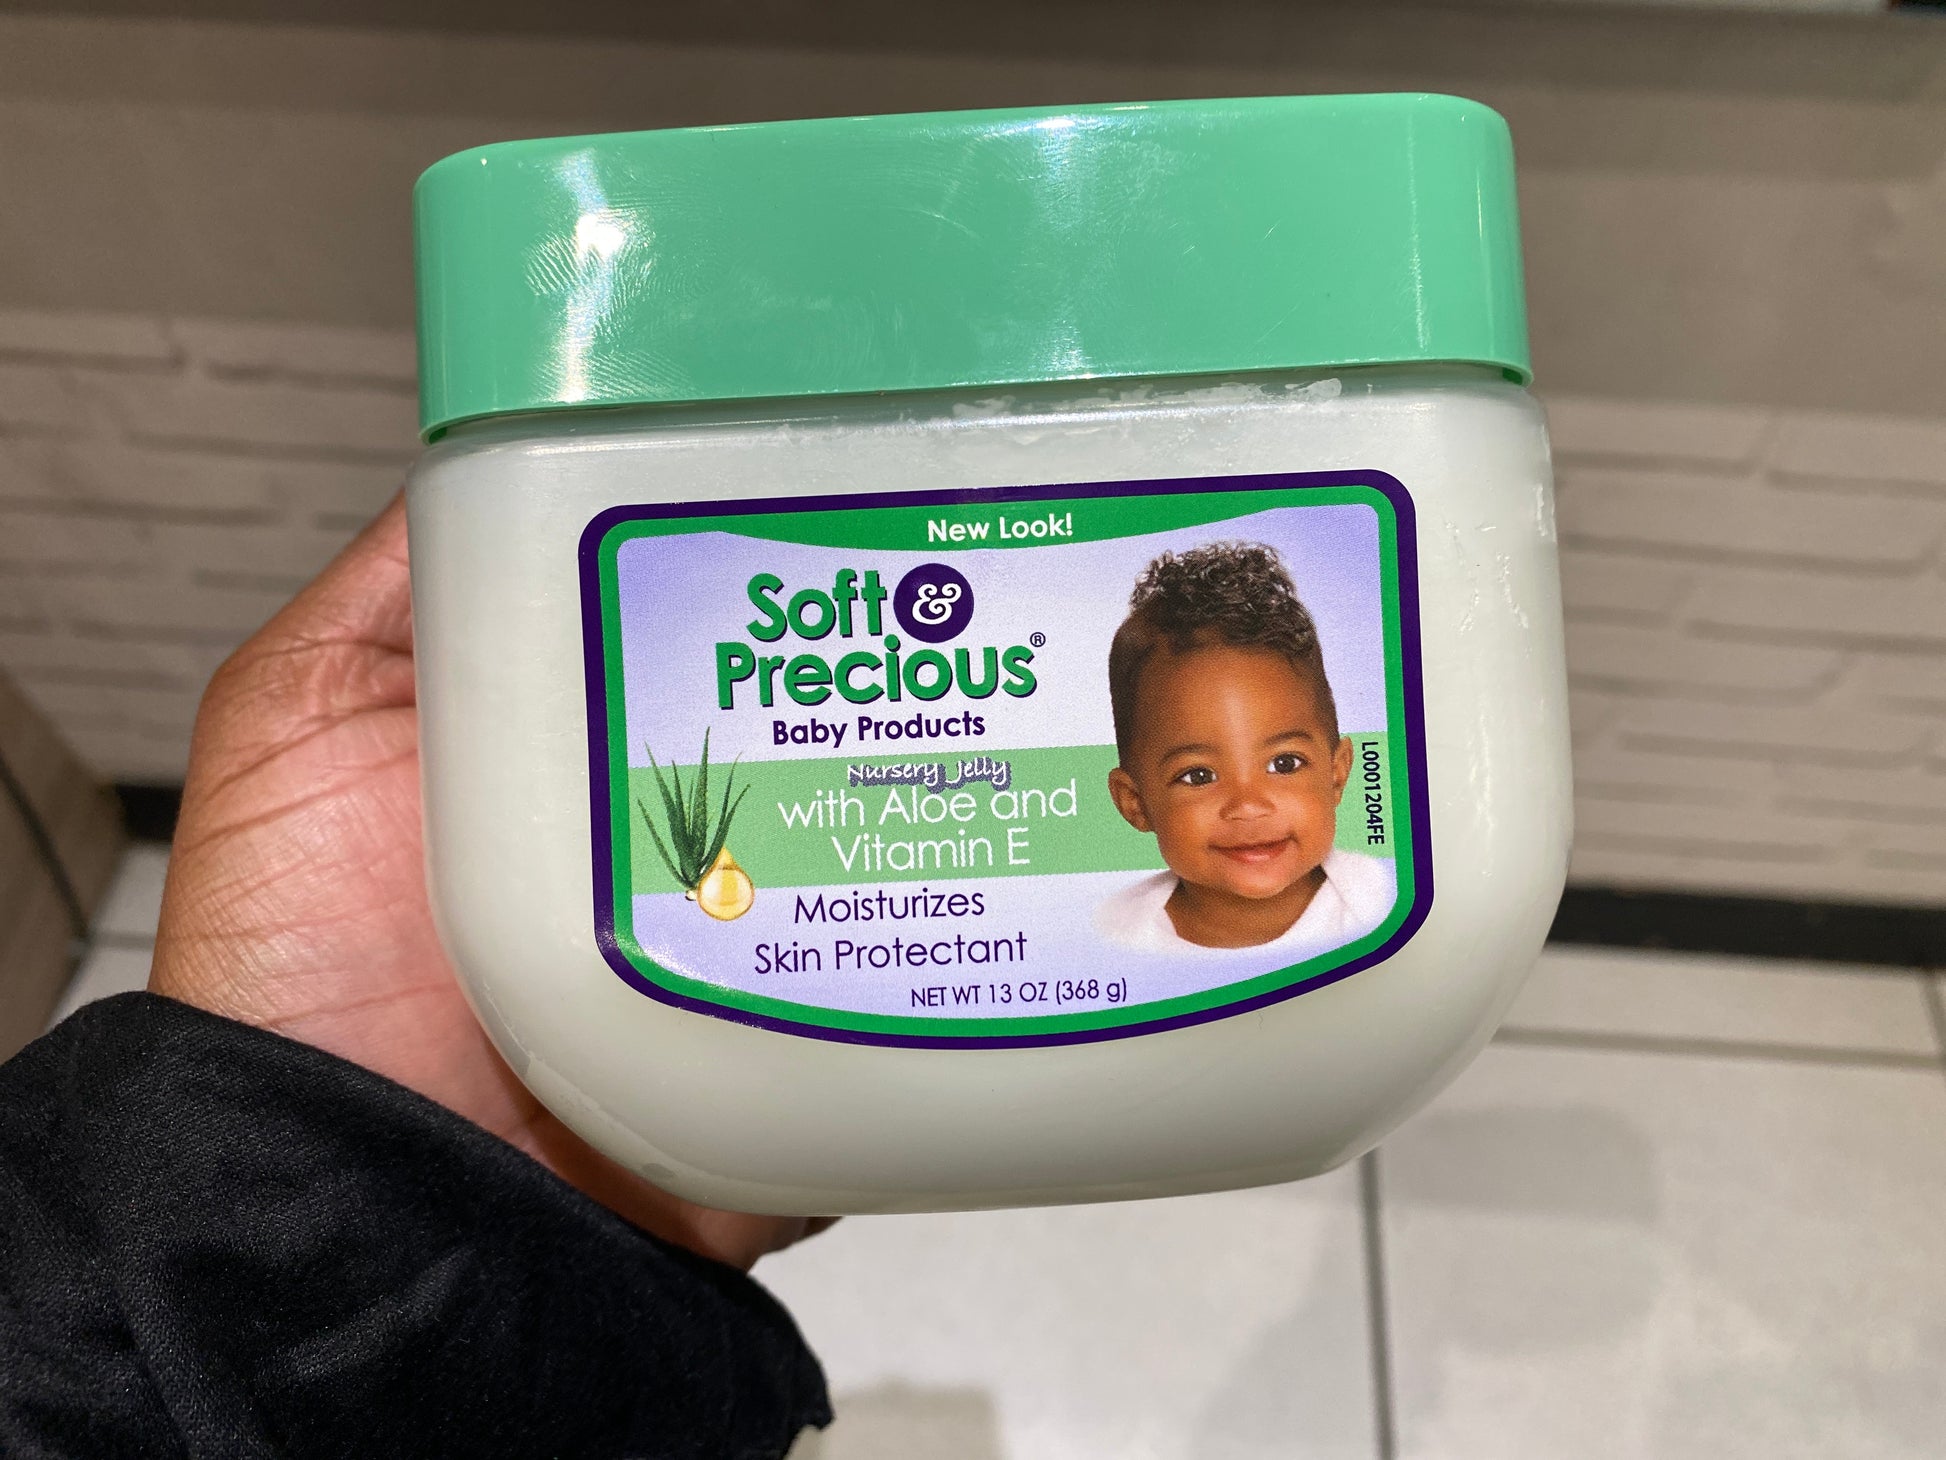 New Look!
Soft &
Precious®
Baby Products
Nursery Jelly
with Aloe and
Vitamin E
Moisturizes
Skin Protectant
NET WT 13 OZ (368 g)
L0001204FE